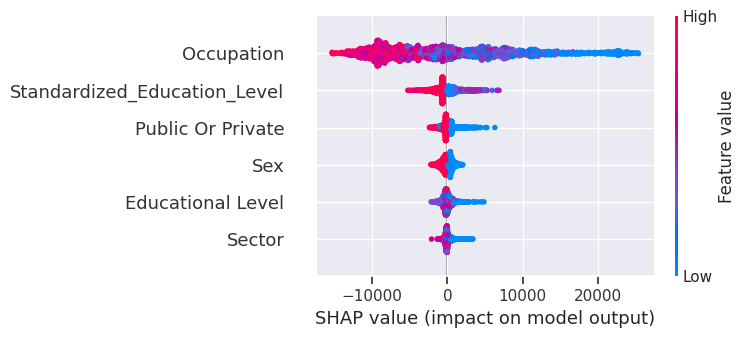 High
Occupation
Standardized_Education_Level
Public Or Private
Sex
Educational Level
Sector
Feature value
Low
−10000 0 10000 20000
SHAP value (impact on model output)